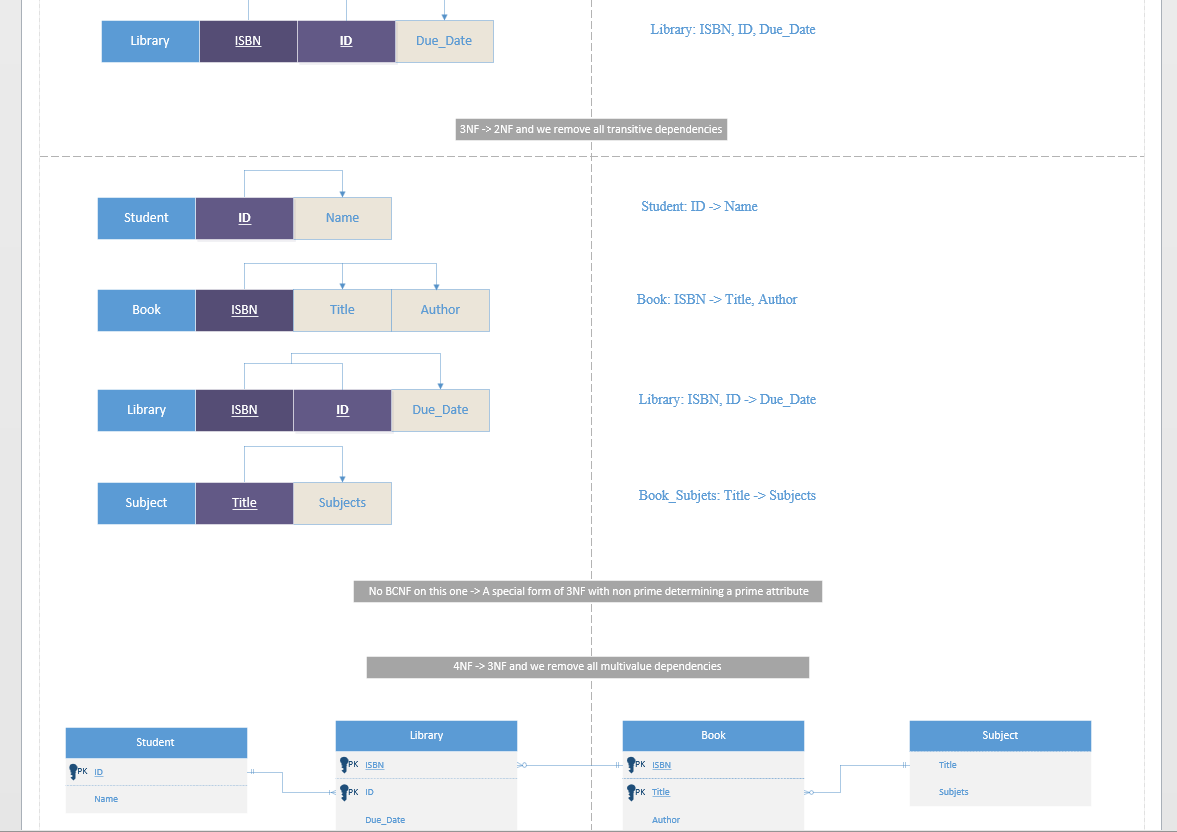 Library ISBN ID Due_Date
Library: ISBN, ID, Due_Date
3NF -> 2NF and we remove all transitive dependencies
Student ID Name
Student: ID -> Name
Book ISBN Title Author
Book: ISBN -> Title, Author
Library ISBN ID Due_Date
Library: ISBN, ID -> Due_Date
Subject Title Subjects
Book_Subjets: Title -> Subjects
No BCNF on this one -> A special form of 3NF with non prime determining a prime attribute
4NF -> 3NF and we remove all multivalue dependencies
Student
PK ID
Name
Library
PK ISBN
PK ID
Due_Date
Book
PK ISBN
PK Title
Author
Subject
Title
Subjets